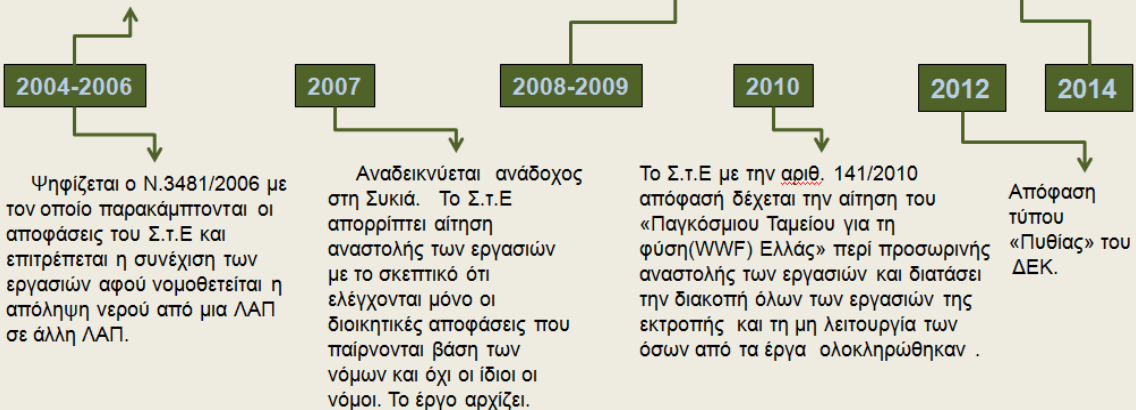 2004-2006
2007
2008-2009
2010
2012
2014
Ψηφίζεται ο Ν.3481/2006 με
τον οποίο παρακάμπτονται οι
αποφάσεις του Σ.τ.Ε και
επιτρέπεται η συνέχιση των
εργασιών αφού νομοθετείται η
απόληψη νερού από μια ΛΑΠ
σε άλλη ΛΑΠ.
Αναδεικνύεται ανάδοχος
στη Συκιά. Το Σ.τ.Ε
απορρίπτει αίτηση
αναστολής των εργασιών
με το σκεπτικό ότι
ελέγχονται μόνο οι
διοικητικές αποφάσεις που
παίρνονται βάση των
νόμων και όχι οι ίδιοι οι
νόμοι. Το έργο αρχίζει.
Το Σ.τ.Ε με την αριθ. 141/2010
απόφασή δέχεται την αίτηση του
«Παγκόσμιου Ταμείου για τη
φύση(WWF) Ελλάς» περί προσωρινής
αναστολής των εργασιών και διατάσει
την διακοπή όλων των εργασιών της
εκτροπής και τη μη λειτουργία των
όσων από τα έργα ολοκληρώθηκαν .
Απόφαση
τύπου
«Πυθίας» του
ΔΕΚ.